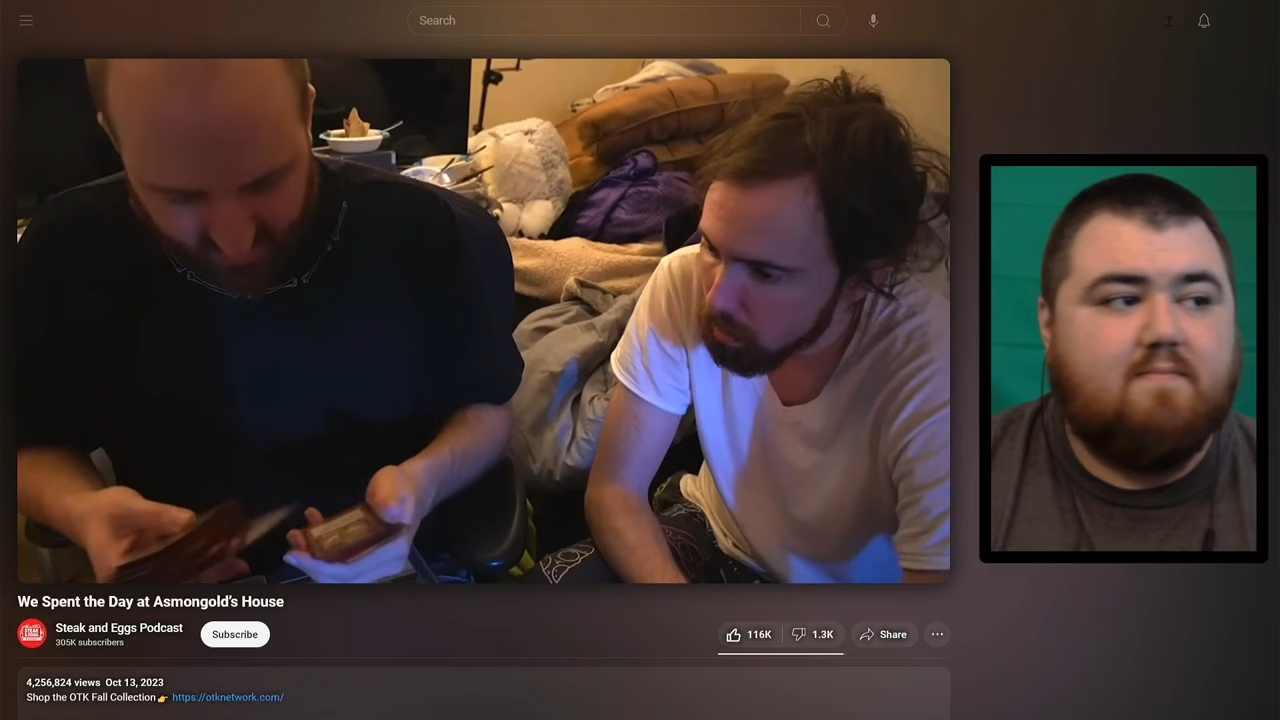 Search
We Spent the Day at Asmongold's House
Steak and Eggs Podcast
305K subscribers
Subscribe
116K
1.3K
Share
4,256,824 views Oct 13, 2023
Shop the OTK Fall Collection👉 https://otknetwork.com/